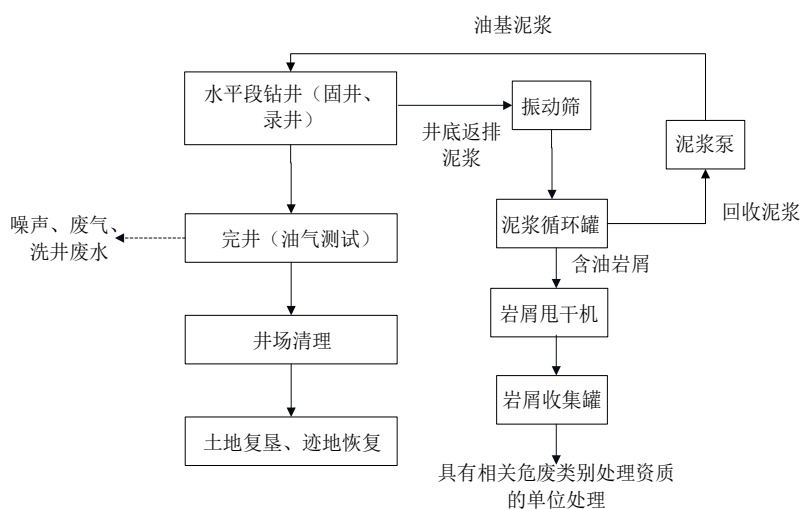 油基泥浆
水平段钻井（固井、
录井）
振动筛
井底返排
泥浆
泥浆泵
噪声、废气、
洗井废水
完井（油气测试）
泥浆循环罐
回收泥浆
含油岩屑
井场清理
岩屑甩干机
岩屑收集罐
土地复垦、迹地恢复
具有相关危废类别处理资质
的单位处理